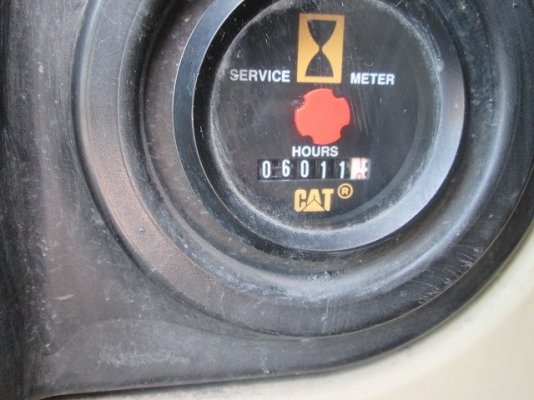 SERVICE METER
HOURS
06011
CAT ®